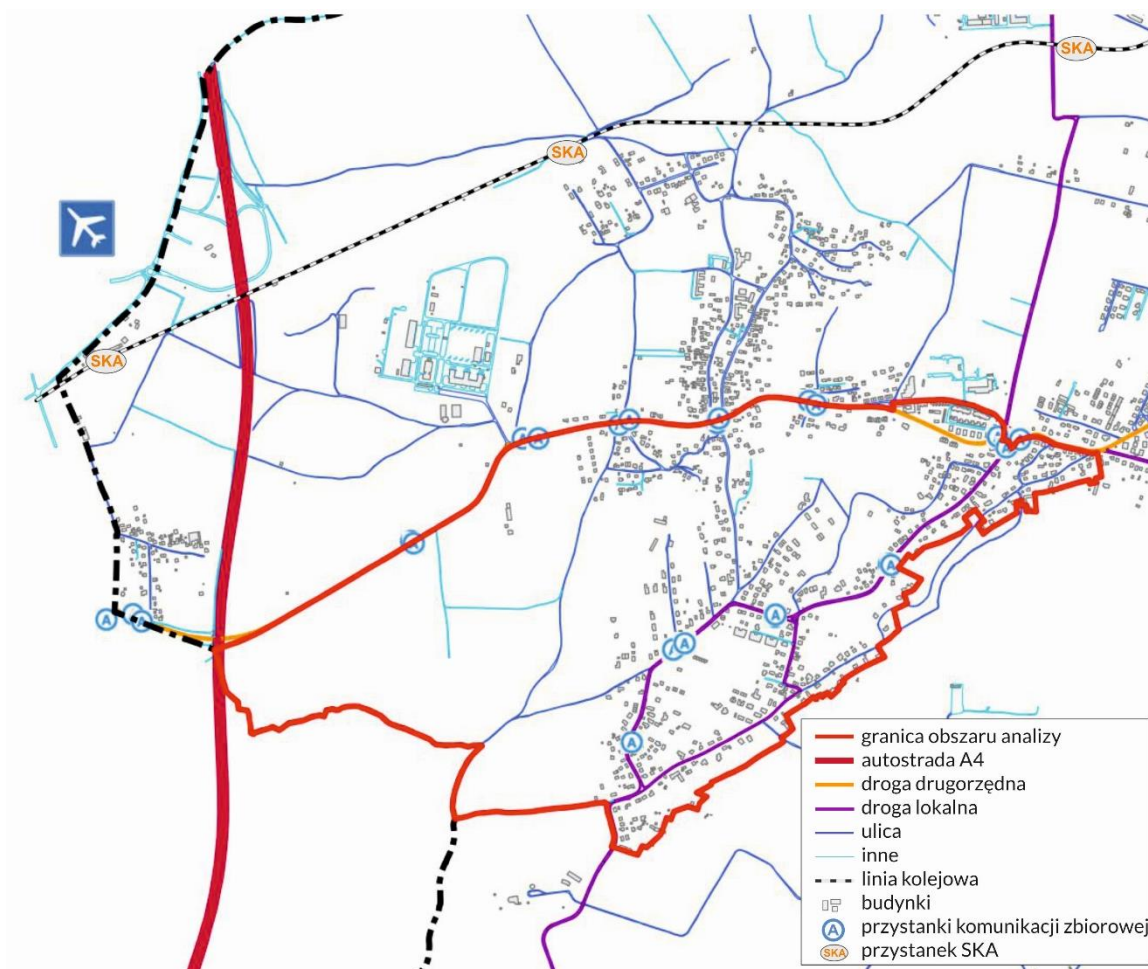 SKA
SKA
SKA
A
A
A
A
A
A
A
A
A
A
A
A
A
granica obszaru analizy
autostrada A4
droga drugorzędna
droga lokalna
ulica
inne
linia kolejowa
budynki
A przystanki komunikacji zbiorowej
SKA przystanek SKA